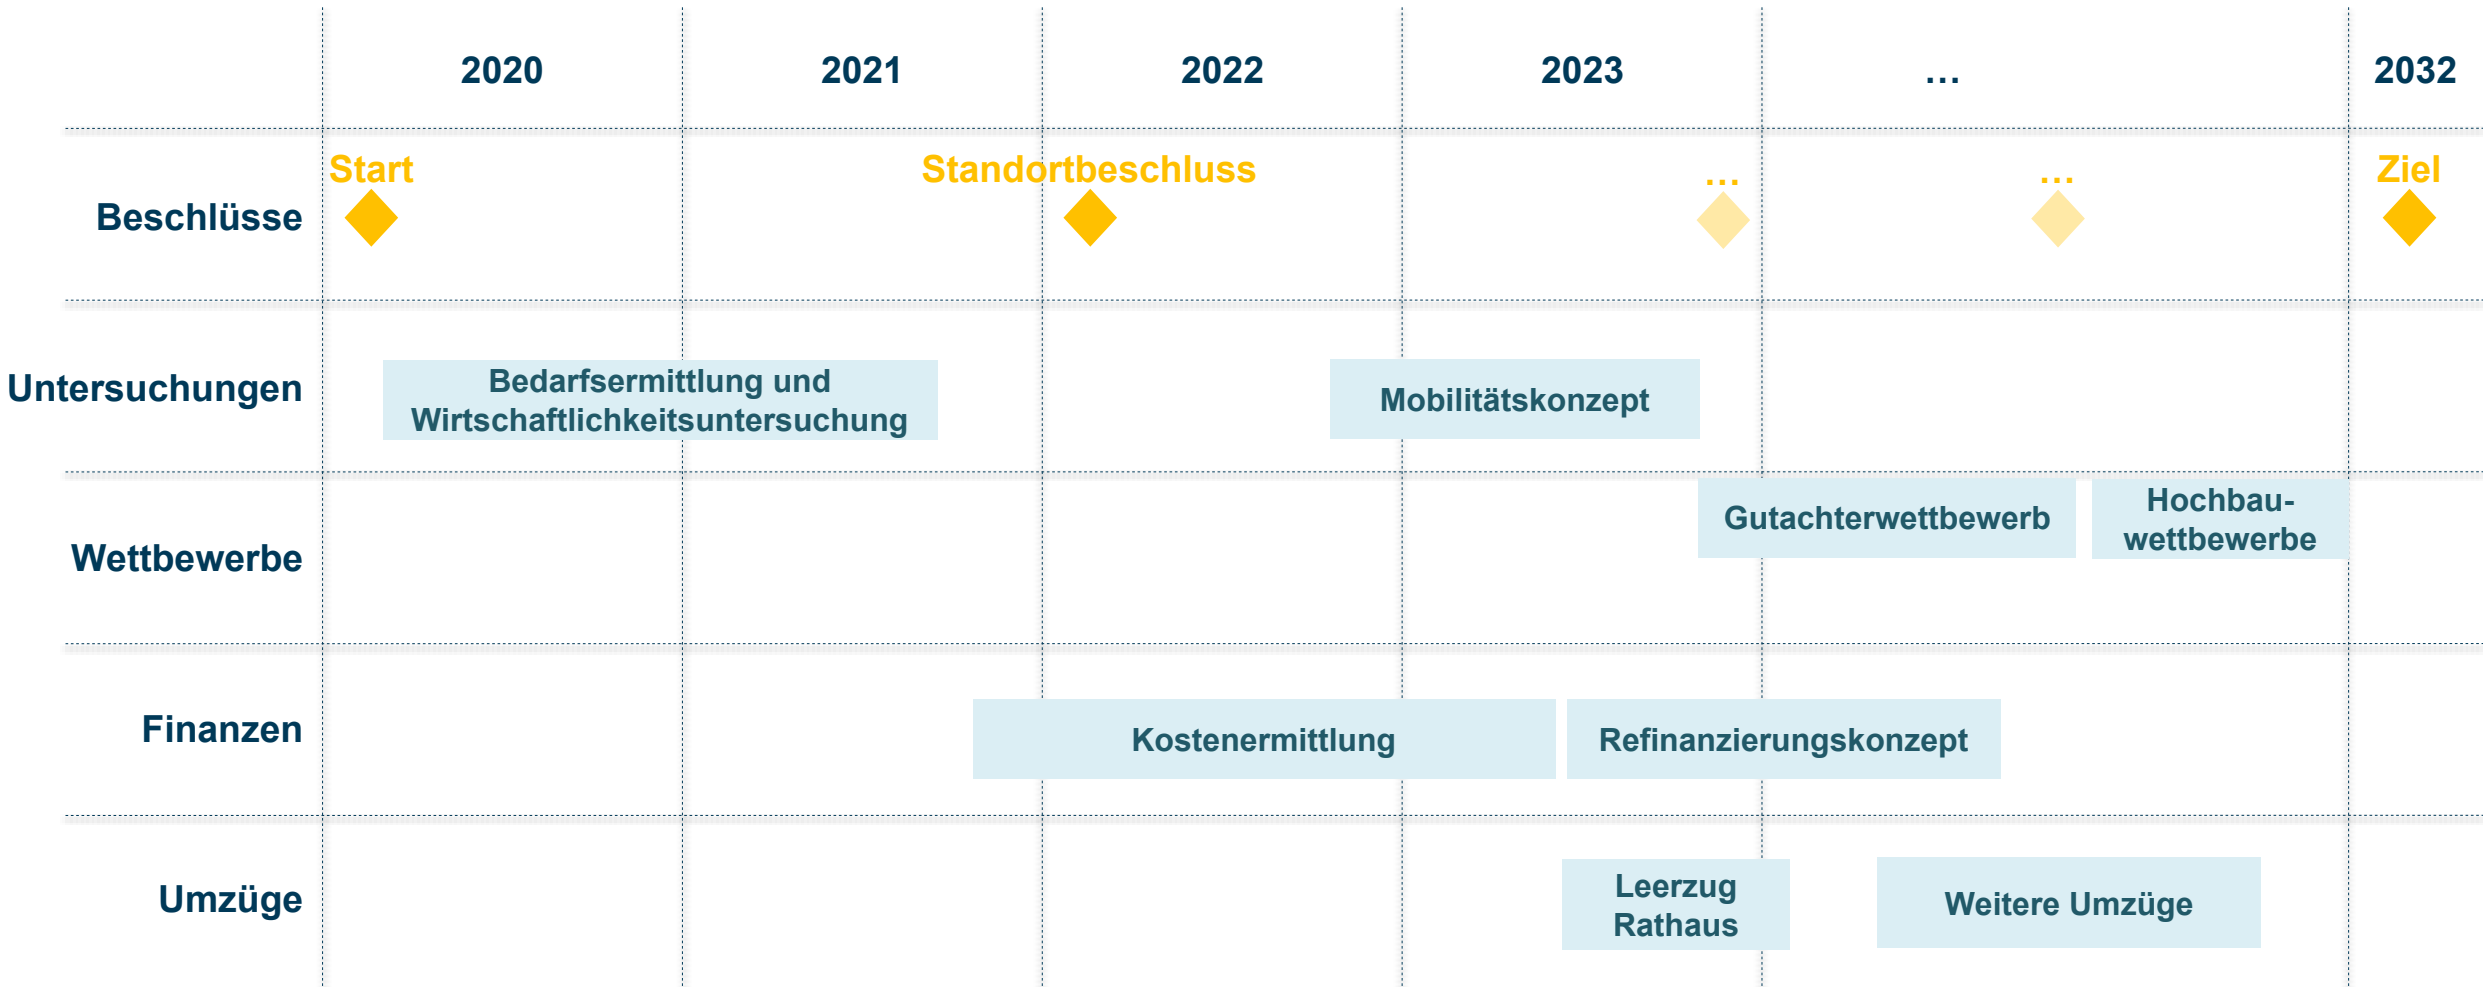 2020 2021 2022 2023 ... 2032
Start Standortbeschluss ... ... Ziel
Beschlüsse
Untersuchungen
Bedarfsermittlung und
Wirtschaftlichkeitsuntersuchung
Mobilitätskonzept
Wettbewerbe
Gutachterwettbewerb
Hochbau-
wettbewerbe
Finanzen
Kostenermittlung
Refinanzierungskonzept
Umzüge
Leerzug
Rathaus
Weitere Umzüge